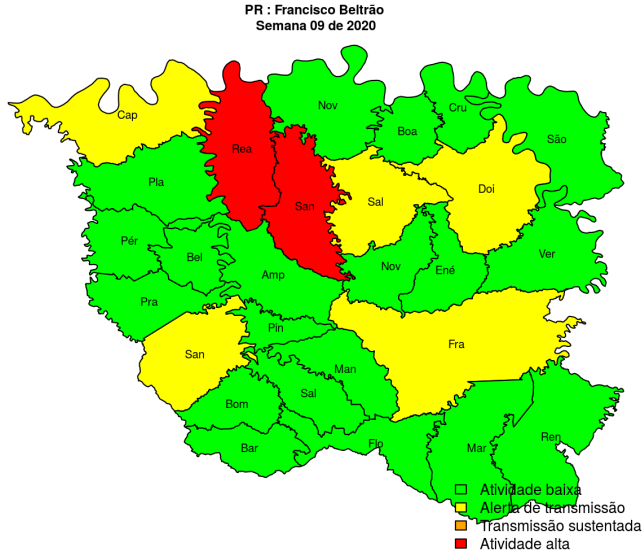 PR : Francisco Beltrão
Semana 09 de 2020
Cap
Nov
Cru
Boa
São
Rea
Pla
Doi
Sal
San
Pér
Bel
Ver
Nov
Ené
Amp
Pra
Pin
Fra
San
Man
Sal
Bom
Flo
Ren
Bar
Mar
Atividade baixa
Alerta de transmissão
Transmissão sustentada
Atividade alta